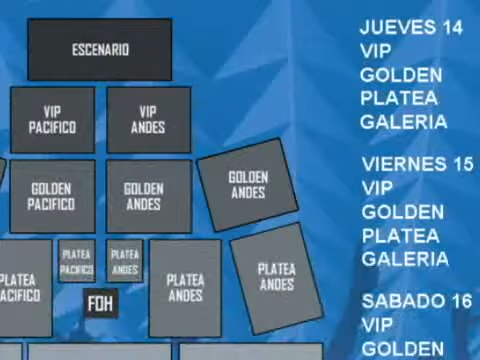 ESCENARIO
VIP
PACIFICO
VIP
ANDES
GOLDEN
PACIFICO
GOLDEN
ANDES
GOLDEN
ANDES
PLATEA
PACIFICO
PLATEA
PACIFICO
PLATEA
ANDES
PLATEA
ANDES
PLATEA
ANDES
FOH
JUEVES 14
VIP
GOLDEN
PLATEA
GALERIA
VIERNES 15
VIP
GOLDEN
PLATEA
GALERIA
SABADO 16
VIP
GOLDEN